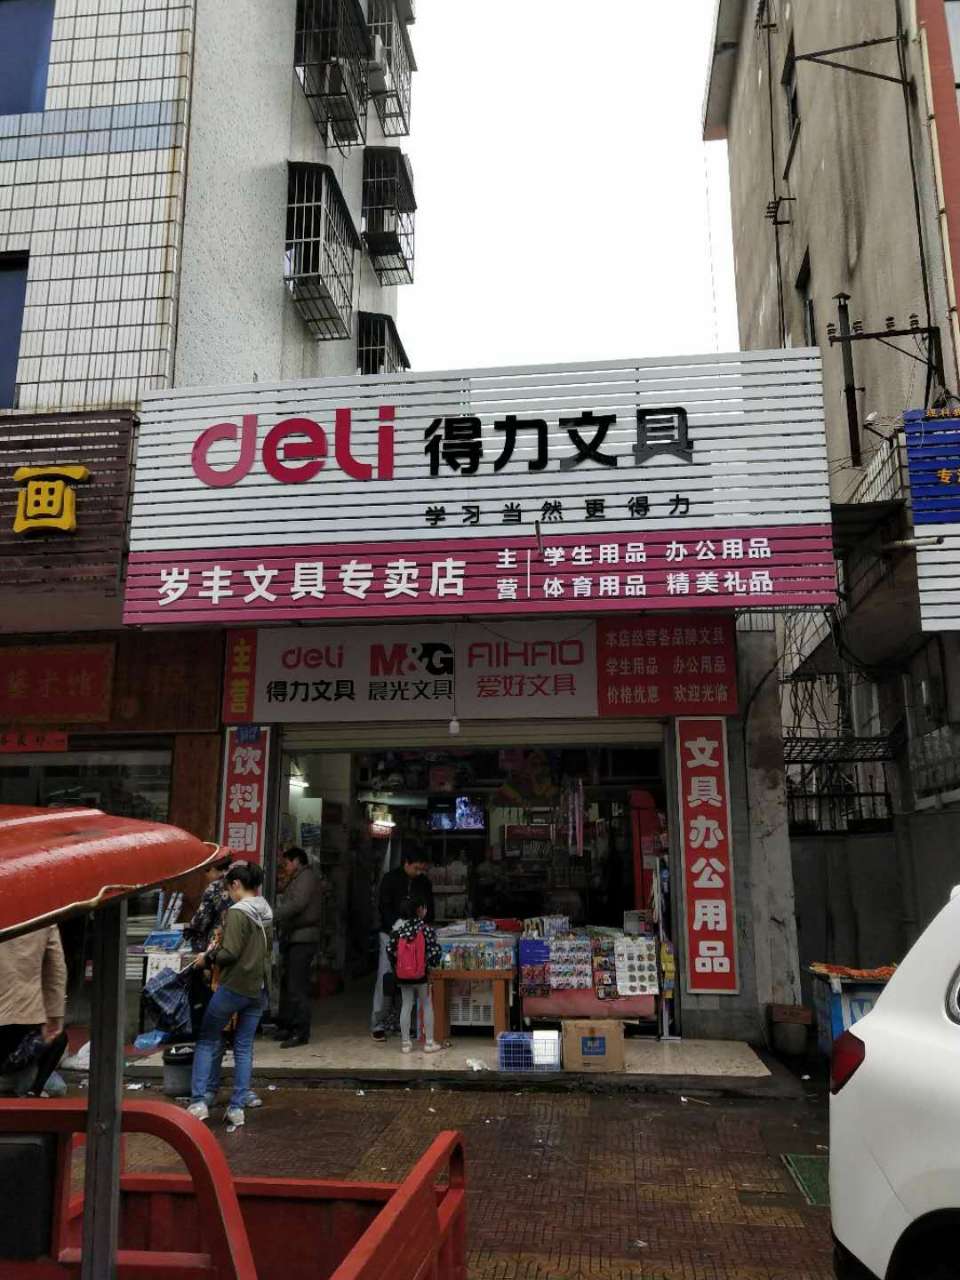 deli 得力文具
学习当然更得力
岁丰文具专卖店
主营
学生用品 办公用品
体育用品 精美礼品
画
主营
deli
得力文具
M&G
晨光文具
AIHAO
爱好文具
本店经营各品牌文具
学生用品 办公用品
价格优惠 欢迎光临
饮料副
文具办公用品